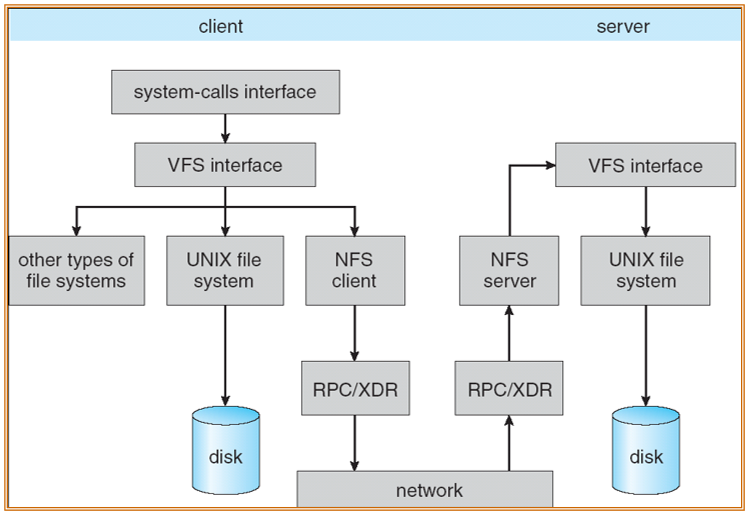 client
server
system-calls interface
VFS interface
VFS interface
other types of
file systems
UNIX file
system
NFS
client
NFS
server
UNIX file
system
RPC/XDR
RPC/XDR
disk
disk
network